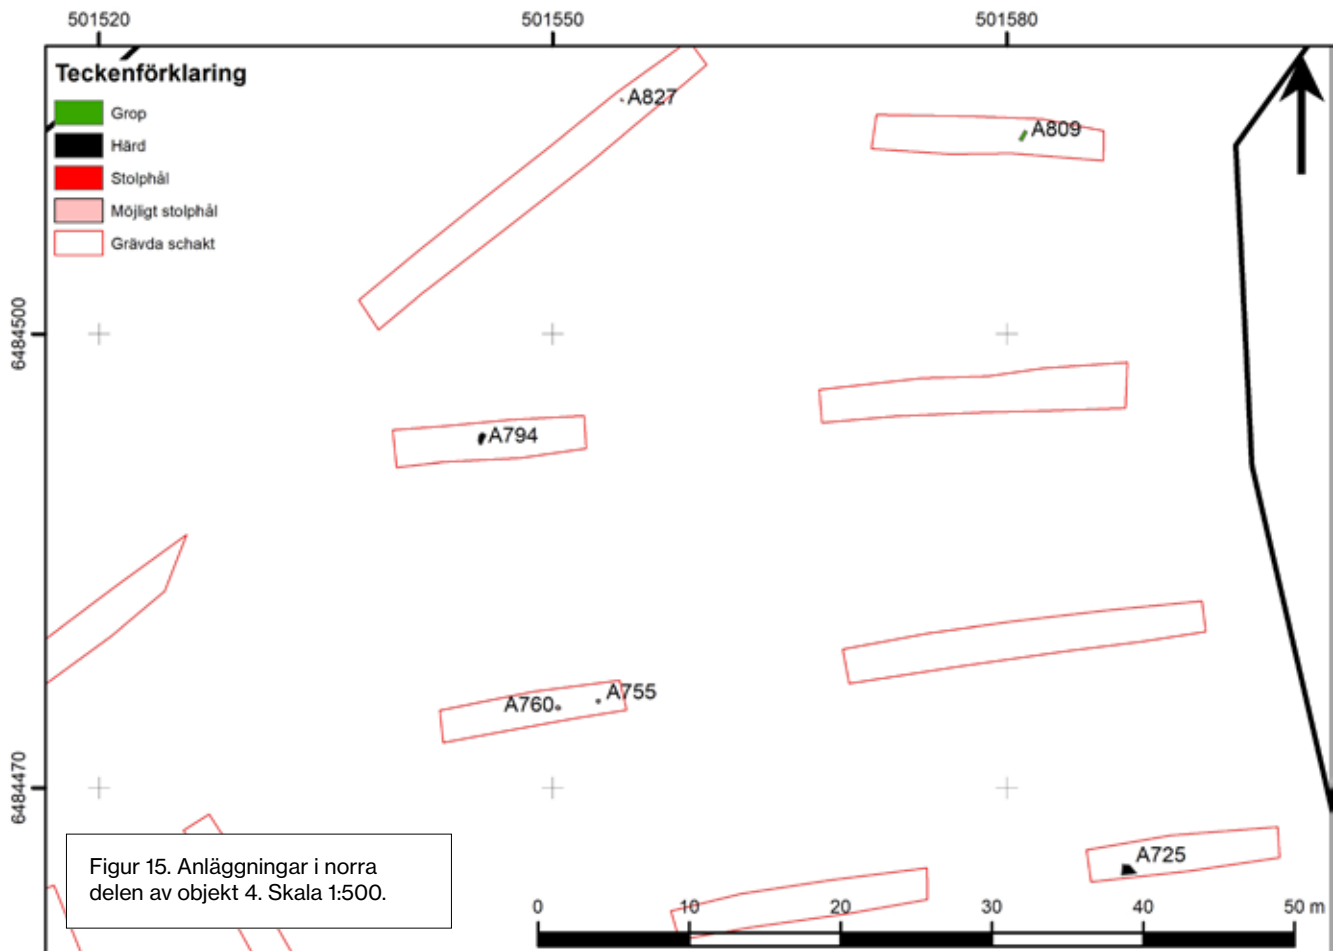 501520
501550
501580
Teckenförklaring
Grop
Härd
Stolphål
Möjligt stolphål
Grävda schakt
A827
A809
6484500
A794
A760
A755
6484470
A725
Figur 15. Anläggningar i norra
delen av objekt 4. Skala 1:500.
0 10 20 30 40 50 m